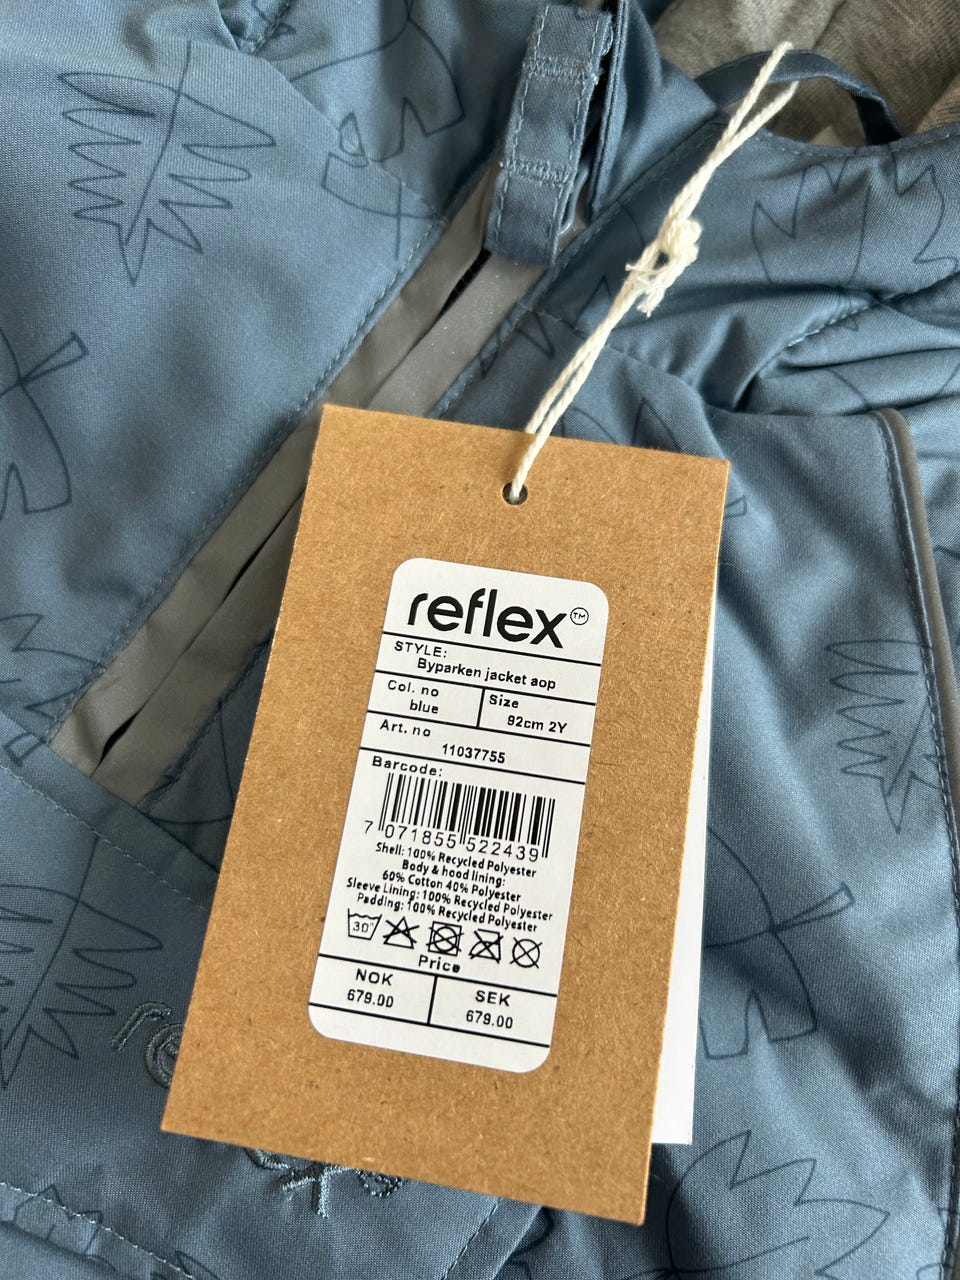 reflex™
STYLE:
Byparken jacket aop
Col. no
blue
Size
92cm 2Y
Art. no
11037755
Barcode:
7 071855 522439
Shell: 100% Recycled Polyester
Body & hood lining:
60% Cotton 40% Polyester
Sleeve Lining: 100% Recycled Polyester
Padding: 100% Recycled Polyester
30°
Price
NOK
679.00
SEK
679.00